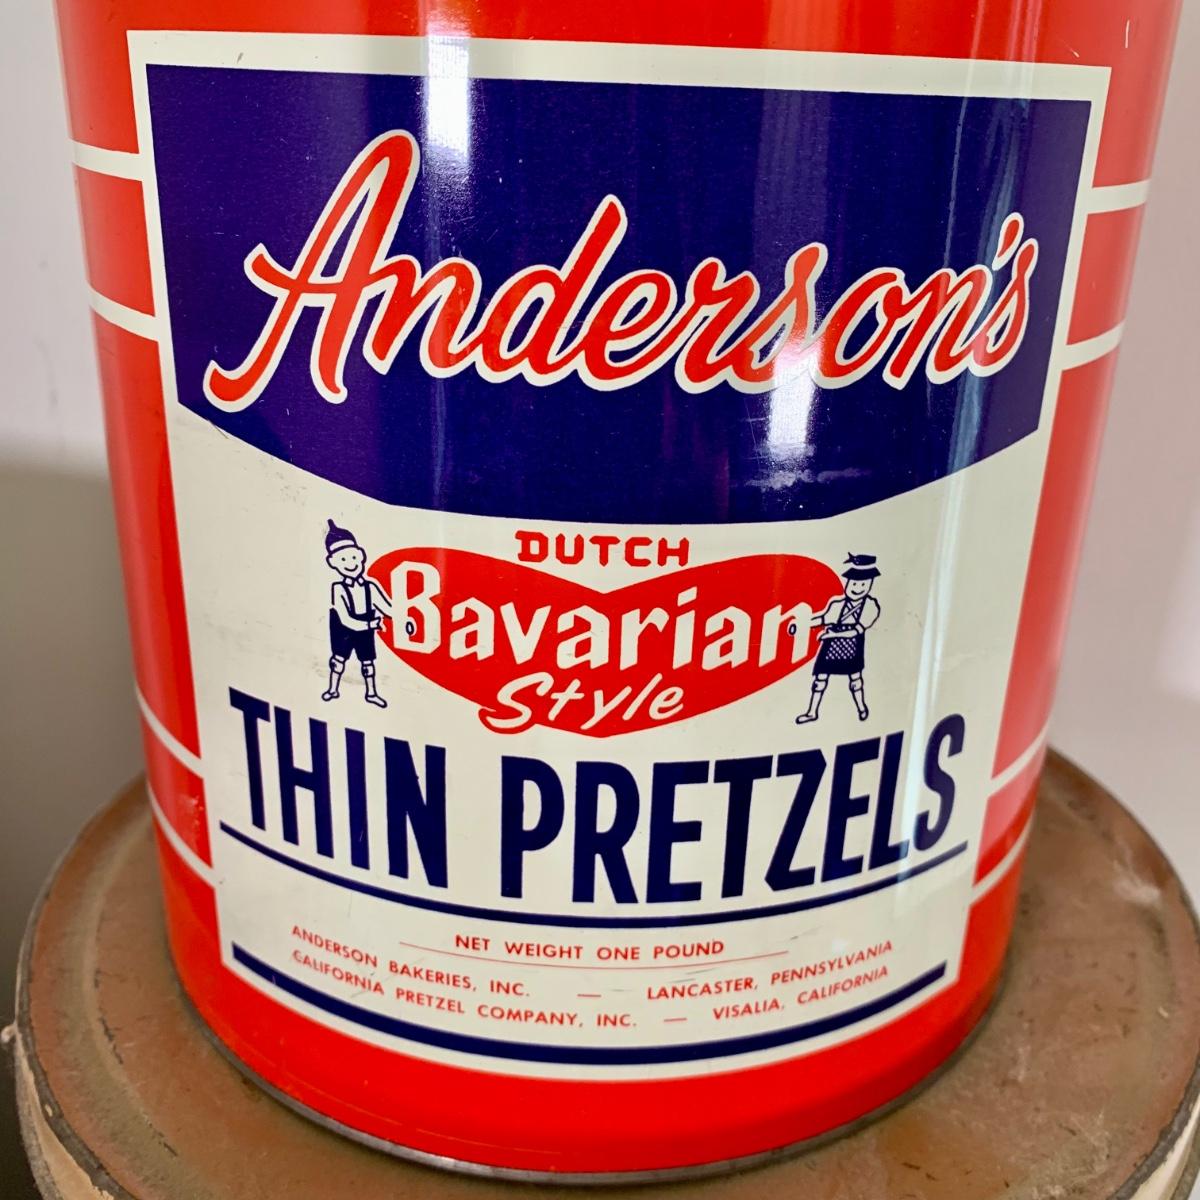 Anderson's
DUTCH
Bavarian
Style
THIN PRETZELS
NET WEIGHT ONE POUND
ANDERSON BAKERIES, INC. — LANCASTER, PENNSYLVANIA
CALIFORNIA PRETZEL COMPANY, INC. — VISALIA, CALIFORNIA